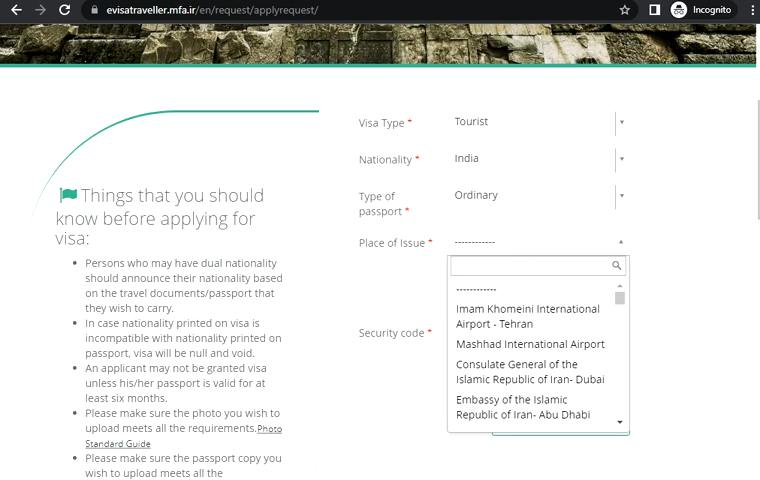 evisatraveller.mfa.ir/en/request/applyrequest/
Incognito
Things that you should
know before applying for
visa:
Persons who may have dual nationality
should announce their nationality based
on the travel documents/passport that
they wish to carry.
In case nationality printed on visa is
incompatible with nationality printed on
passport, visa will be null and void.
An applicant may not be granted visa
unless his/her passport is valid for at
least six months.
Please make sure the photo you wish to
upload meets all the requirements.Photo
Standard Guide
Please make sure the passport copy you
wish to upload meets all the
Visa Type * Tourist
Nationality * India
Type of
passport * Ordinary
Place of Issue * ------------
------------
Imam Khomeini International
Airport - Tehran
Mashhad International Airport
Consulate General of the
Islamic Republic of Iran- Dubai
Embassy of the Islamic
Republic of Iran- Abu Dhabi
Security code *